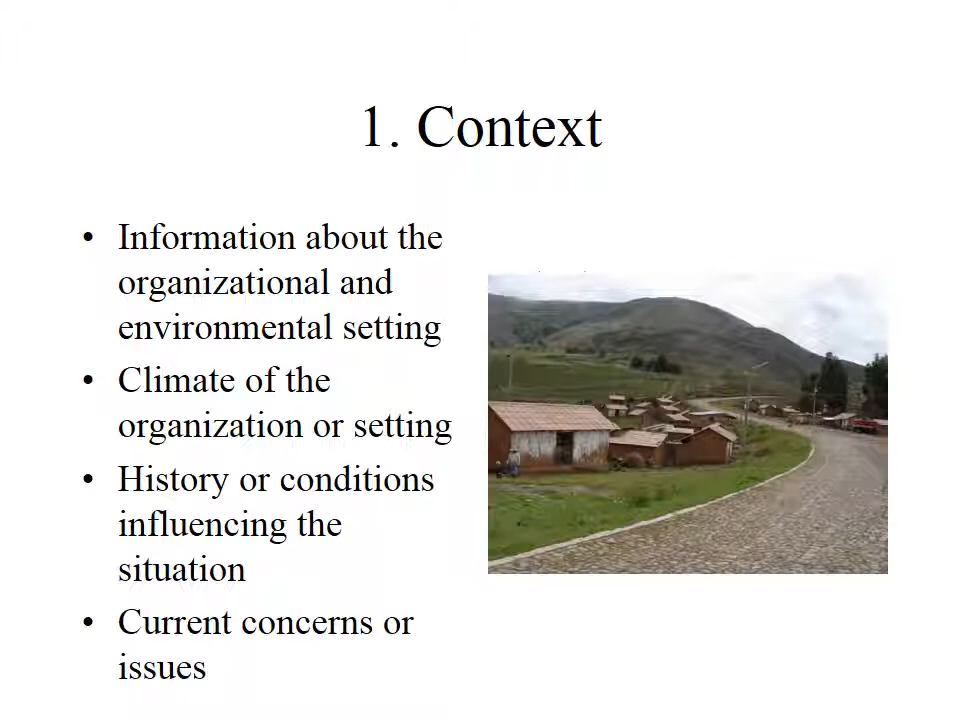 1. Context
• Information about the
organizational and
environmental setting
• Climate of the
organization or setting
• History or conditions
influencing the
situation
• Current concerns or
issues